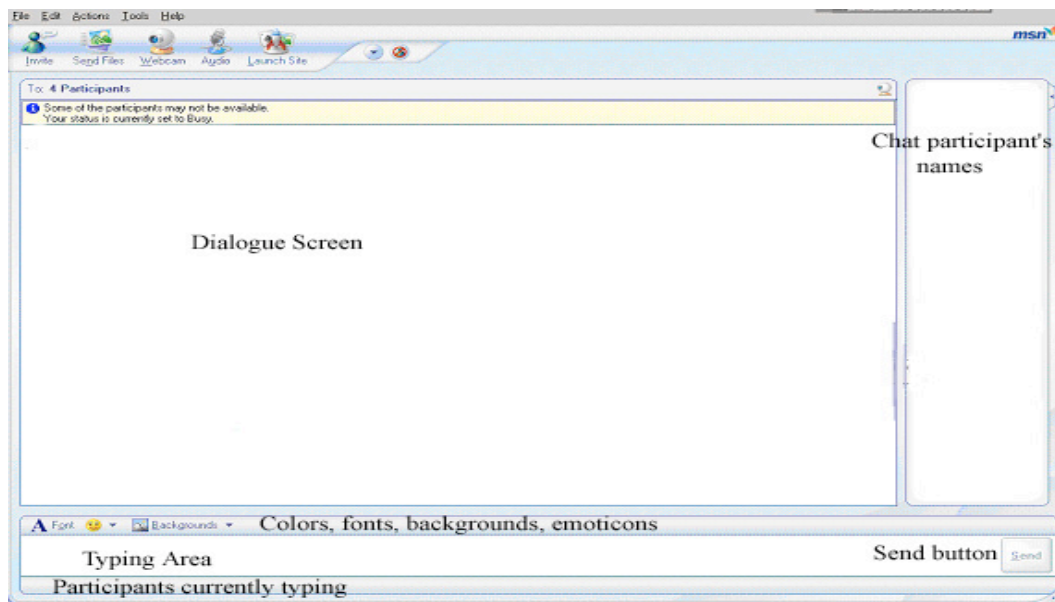 File Edit Actions Tools Help
msn
Invite Send Files Webcam Audio Launch Site
To: 4 Participants
Some of the participants may not be available.
Your status is currently set to Busy.
Chat participant's
names
Dialogue Screen
A Font Backgrounds Colors, fonts, backgrounds, emoticons
Typing Area Send button Send
Participants currently typing